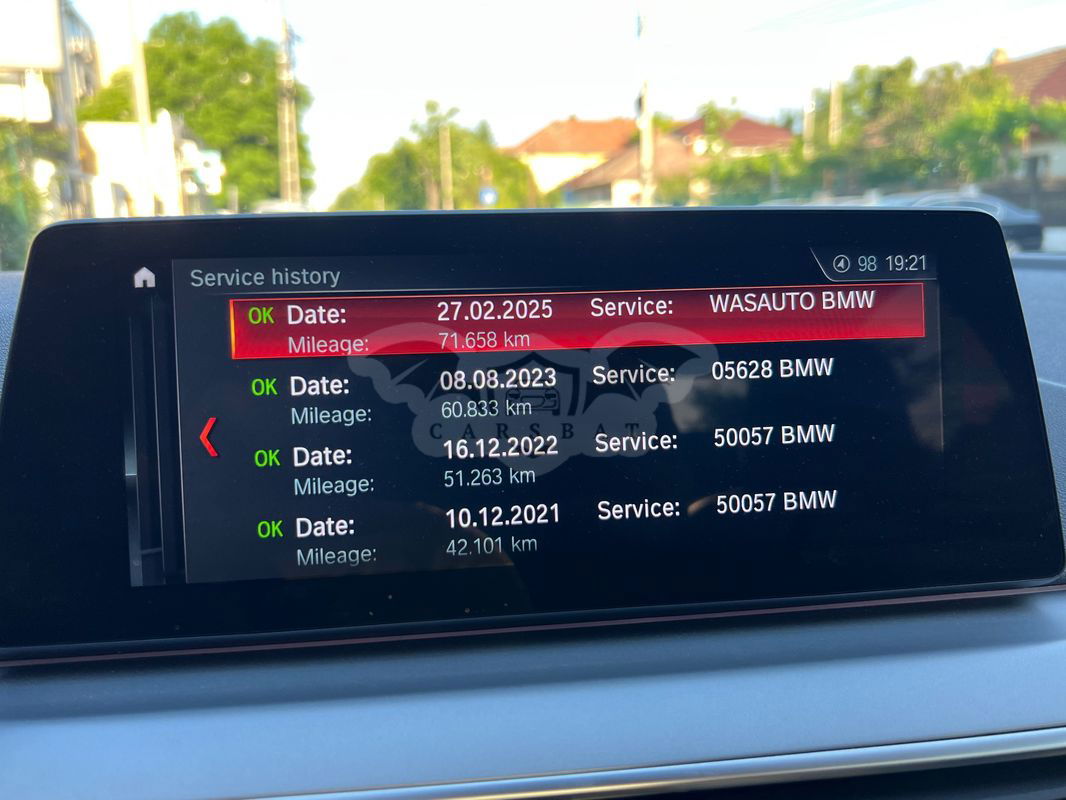 Service history
98 19:21
OK Date: 27.02.2025 Service: WASAUTO BMW
Mileage: 71.658 km
OK Date: 08.08.2023 Service: 05628 BMW
Mileage: 60.833 km
CARSBAT
OK Date: 16.12.2022 Service: 50057 BMW
Mileage: 51.263 km
OK Date: 10.12.2021 Service: 50057 BMW
Mileage: 42.101 km